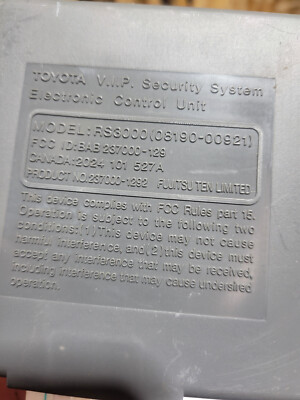 TOYOTA V.I.P. Security System
Electronic Control Unit
MODEL: RS3000(08190-00921)
FCC ID:BAB237000-129
CANADA:2024 101 527A
PRODUCT NO.237000-1292 FUJITSU TEN LIMITED
This device complies with FCC Rules part 15.
Operation is subject to the following two
conditions:(1)This device may not cause
harmful interference, and(2)this device must
accept any interference that may be received,
including interference that may cause undersired
operation.